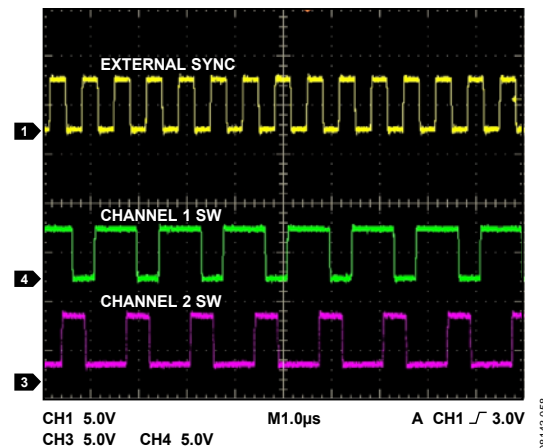 EXTERNAL SYNC
1
CHANNEL 1 SW
4
CHANNEL 2 SW
3
CH1 5.0V M1.0µs A CH1 3.0V
CH3 5.0V CH4 5.0V